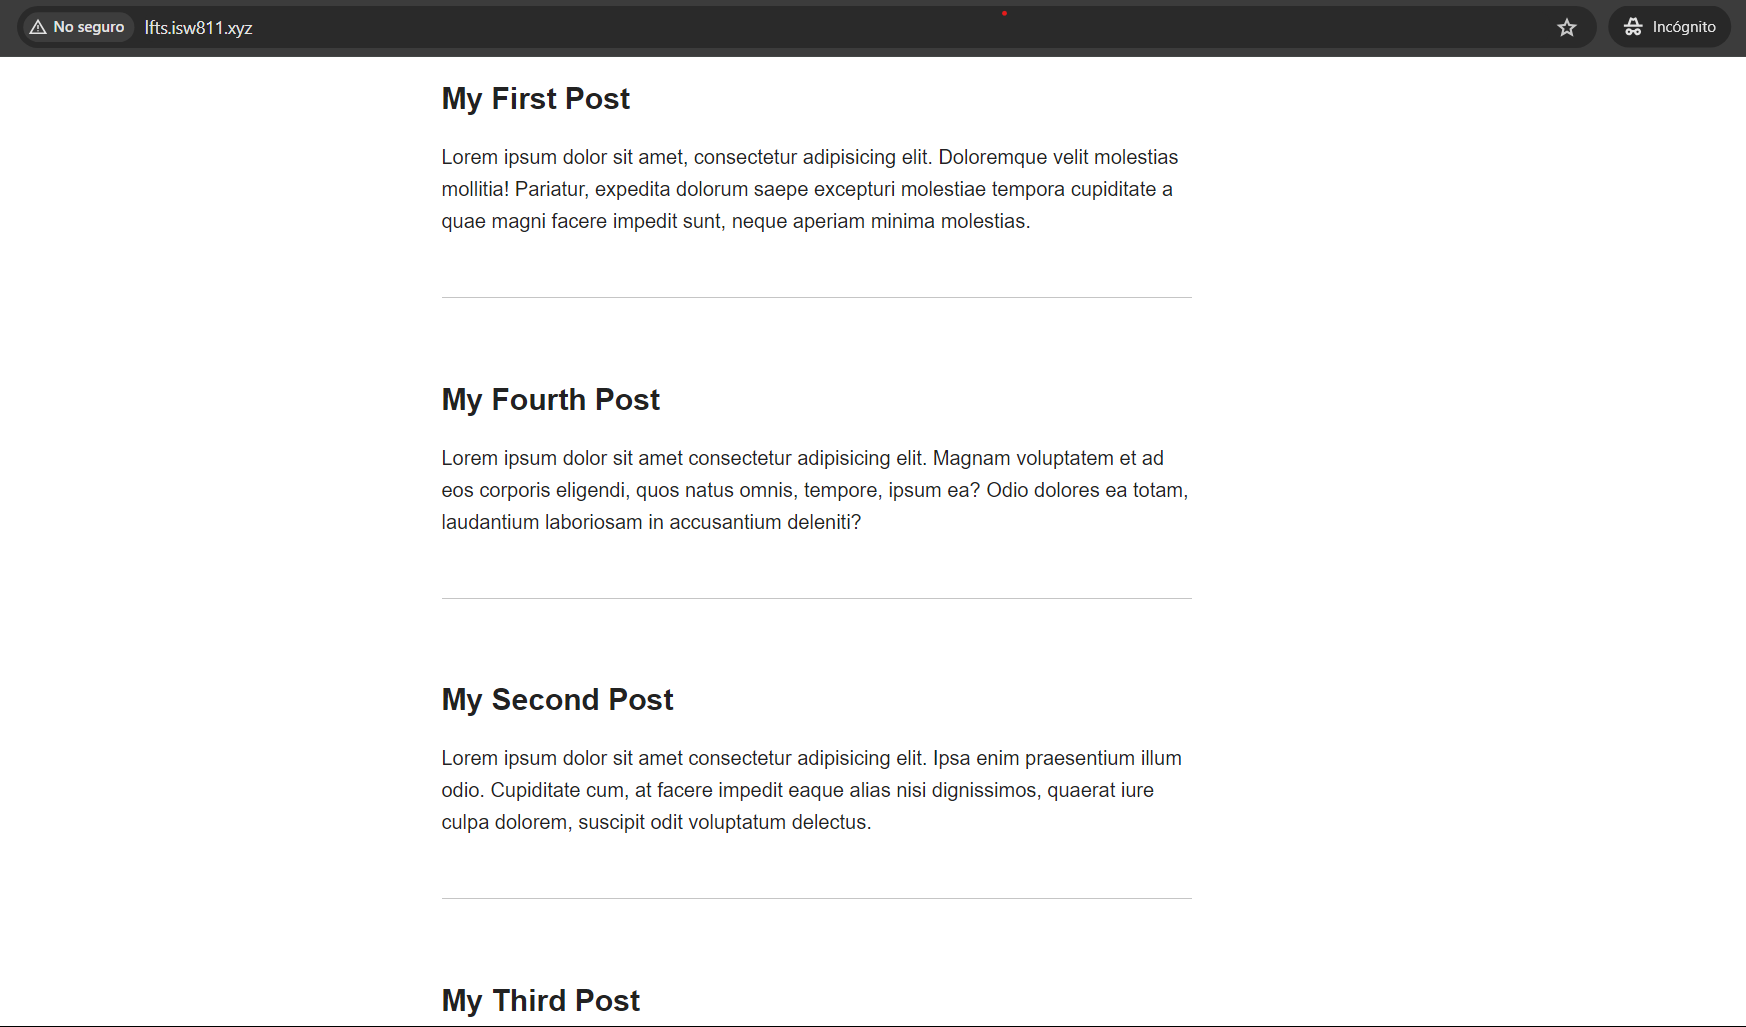 No seguro
lfts.isw811.xyz
Incógnito
My First Post
Lorem ipsum dolor sit amet, consectetur adipisicing elit. Doloremque velit molestias
mollitia! Pariatur, expedita dolorum saepe excepturi molestiae tempora cupiditate a
quae magni facere impedit sunt, neque aperiam minima molestias.
My Fourth Post
Lorem ipsum dolor sit amet consectetur adipisicing elit. Magnam voluptatem et ad
eos corporis eligendi, quos natus omnis, tempore, ipsum ea? Odio dolores ea totam,
laudantium laboriosam in accusantium deleniti?
My Second Post
Lorem ipsum dolor sit amet consectetur adipisicing elit. Ipsa enim praesentium illum
odio. Cupiditate cum, at facere impedit eaque alias nisi dignissimos, quaerat iure
culpa dolorem, suscipit odit voluptatum delectus.
My Third Post